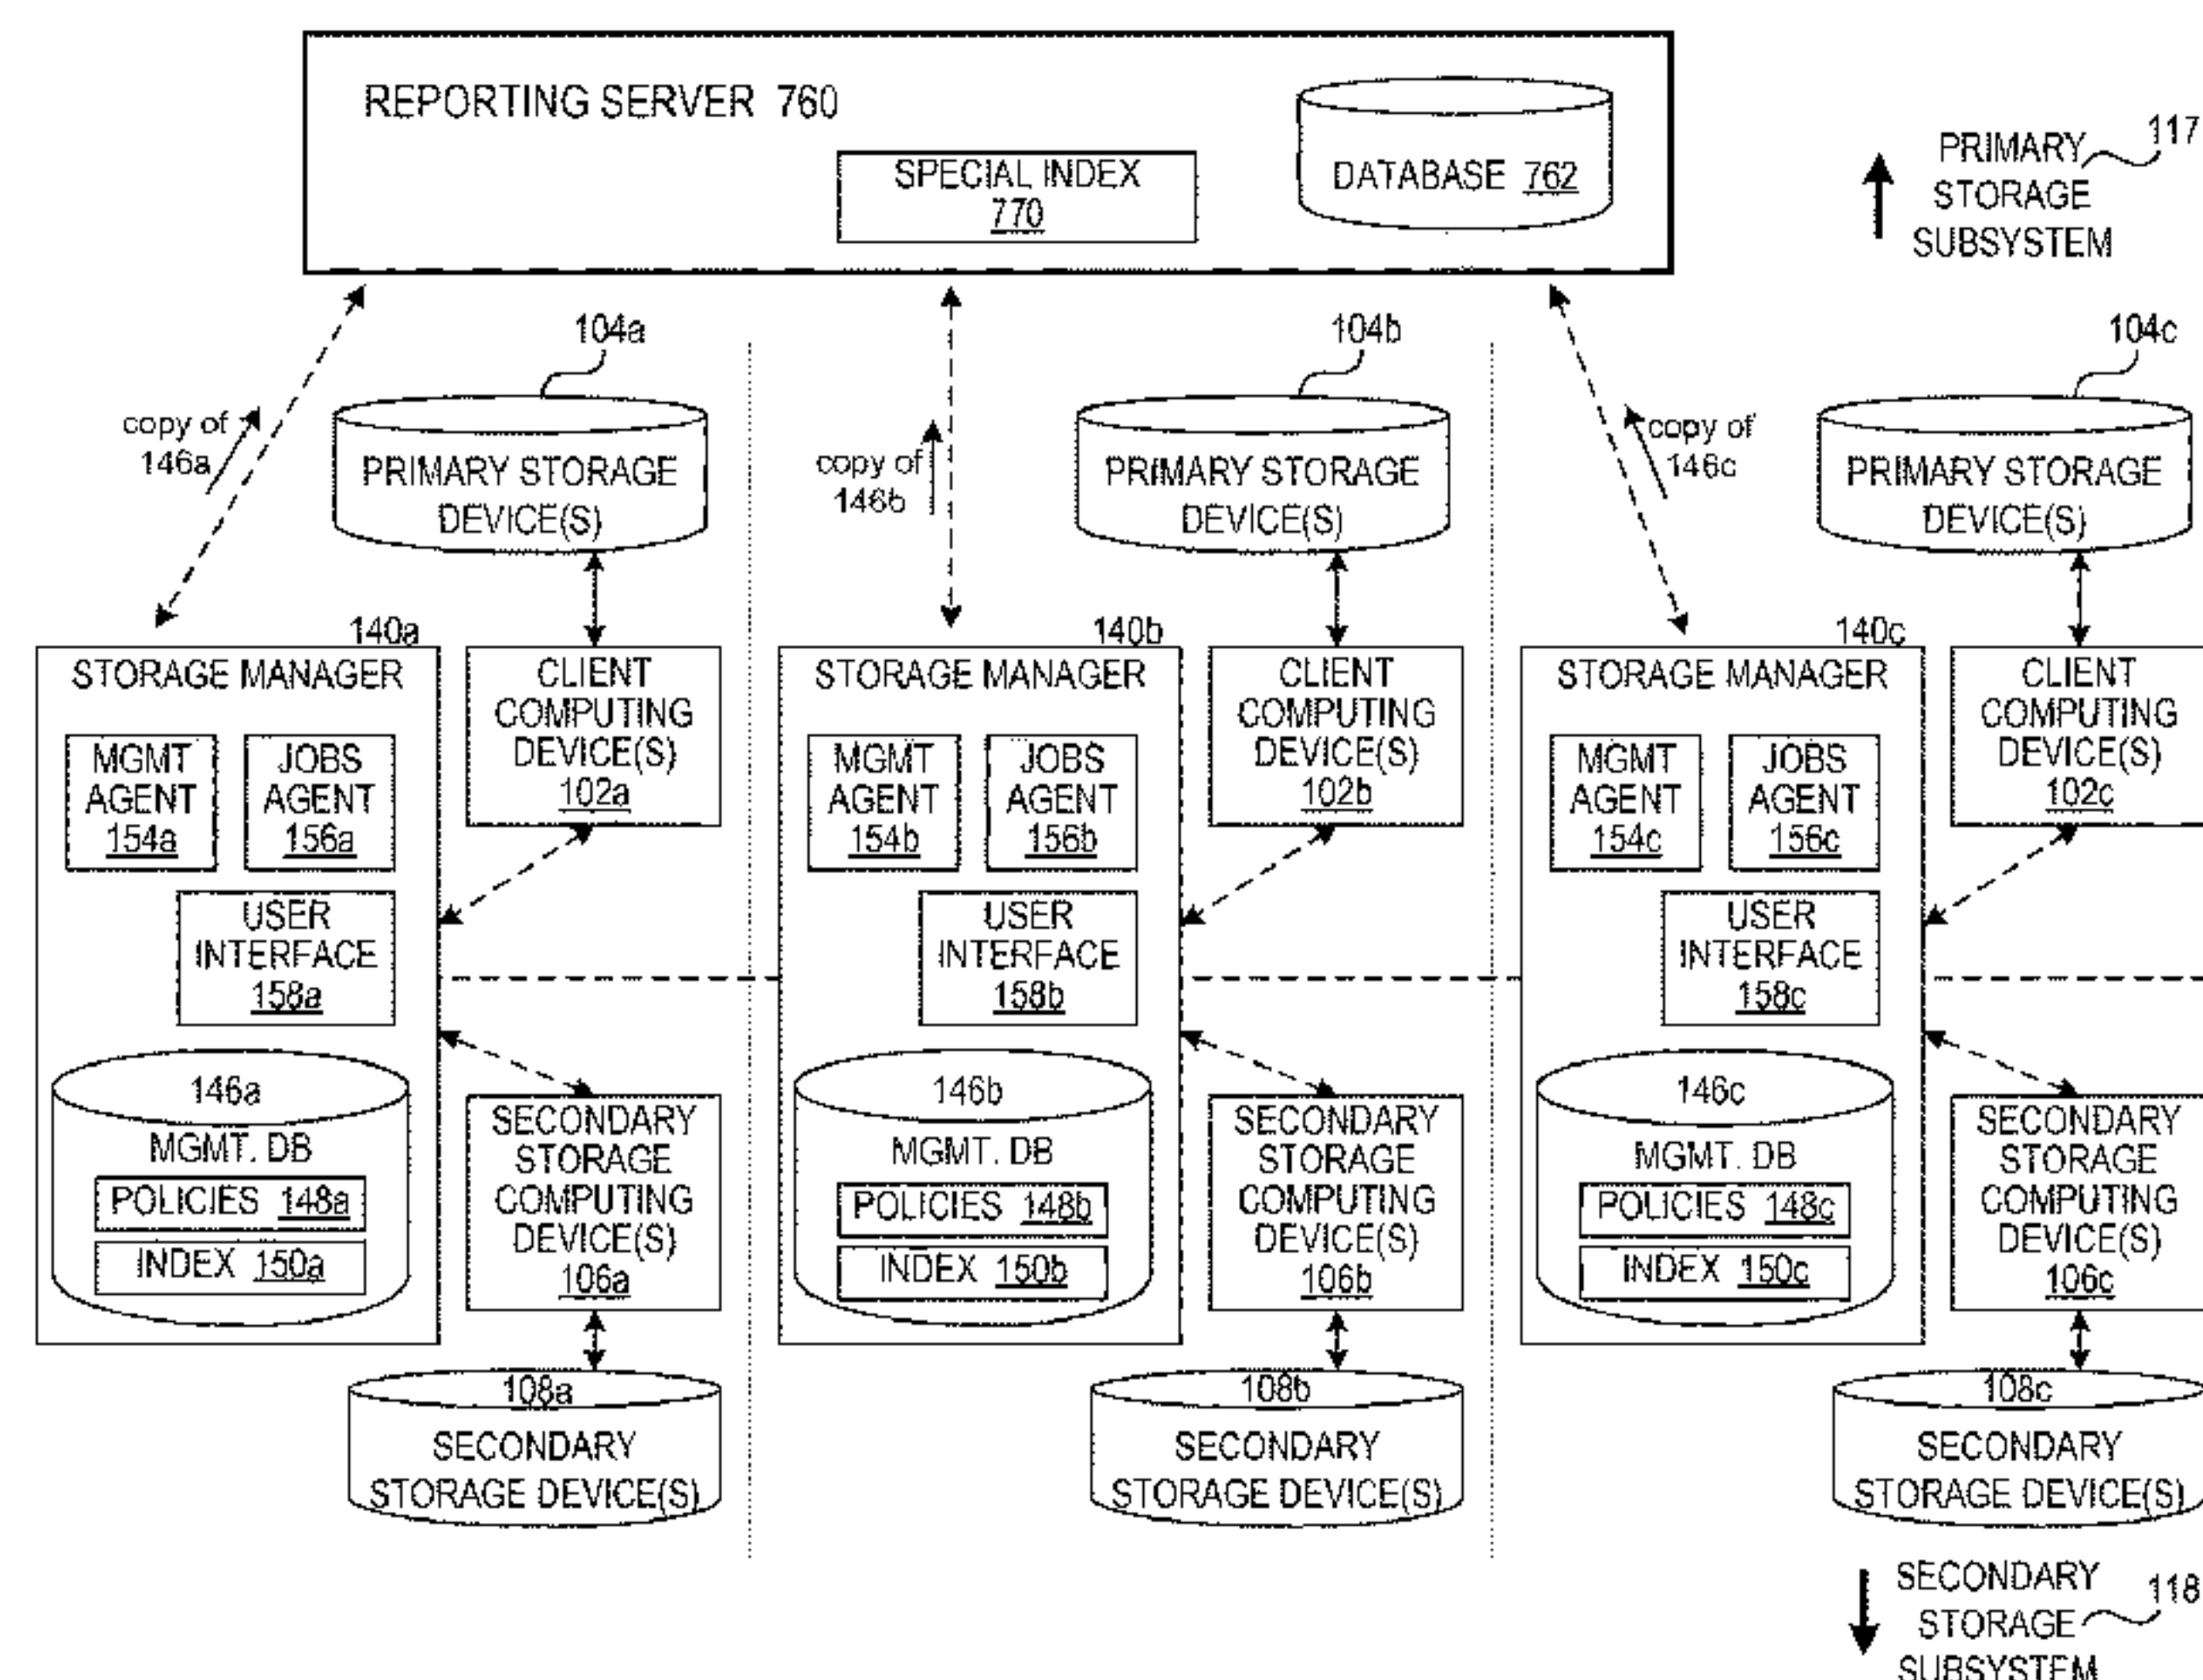 REPORTING SERVER 760
SPECIAL INDEX
770
DATABASE 762
PRIMARY
STORAGE
SUBSYSTEM
117
104a
104b
104c
copy of
146a
PRIMARY STORAGE
DEVICE(S)
copy of
146b
PRIMARY STORAGE
DEVICE(S)
copy of
146c
PRIMARY STORAGE
DEVICE(S)
140a
STORAGE MANAGER
MGMT
AGENT
154a
JOBS
AGENT
156a
USER
INTERFACE
158a
146a
MGMT. DB
POLICIES 148a
INDEX 150a
CLIENT
COMPUTING
DEVICE(S)
102a
SECONDARY
STORAGE
COMPUTING
DEVICE(S)
106a
108a
SECONDARY
STORAGE DEVICE(S)
140b
STORAGE MANAGER
MGMT
AGENT
154b
JOBS
AGENT
156b
USER
INTERFACE
158b
146b
MGMT. DB
POLICIES 148b
INDEX 150b
CLIENT
COMPUTING
DEVICE(S)
102b
SECONDARY
STORAGE
COMPUTING
DEVICE(S)
106b
108b
SECONDARY
STORAGE DEVICE(S)
140c
STORAGE MANAGER
MGMT
AGENT
154c
JOBS
AGENT
156c
USER
INTERFACE
158c
146c
MGMT. DB
POLICIES 148c
INDEX 150c
CLIENT
COMPUTING
DEVICE(S)
102c
SECONDARY
STORAGE
COMPUTING
DEVICE(S)
106c
108c
SECONDARY
STORAGE DEVICE(S)
SECONDARY
STORAGE
SUBSYSTEM
118